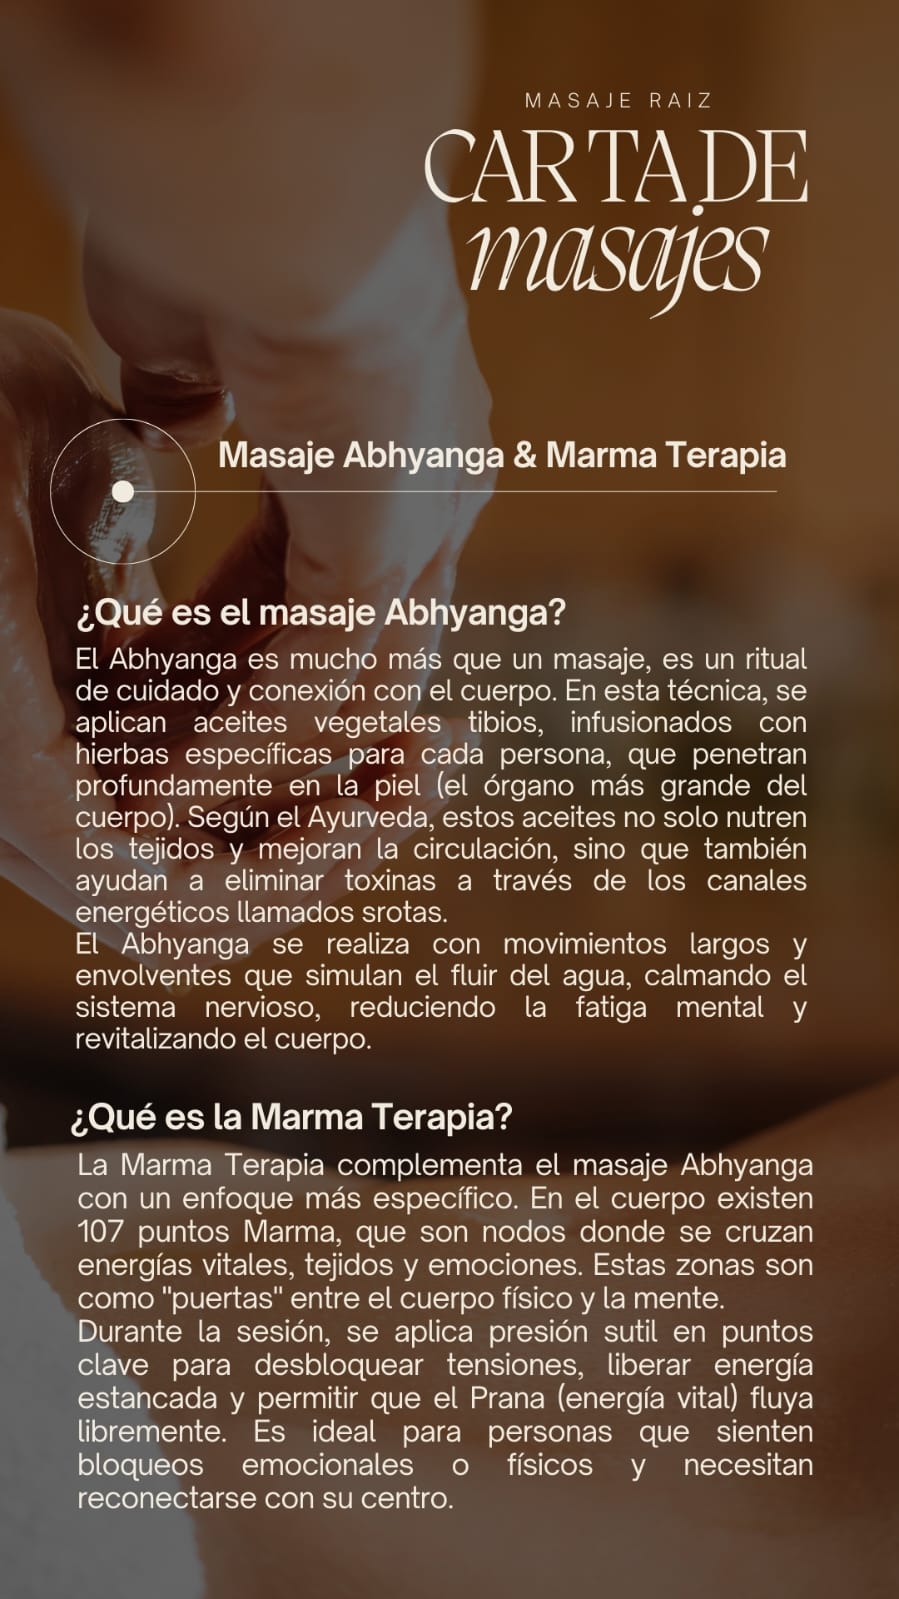 MASAJE RAIZ
CARTA DE
masajes
Masaje Abhyanga & Marma Terapia
¿Qué es el masaje Abhyanga?
El Abhyanga es mucho más que un masaje, es un ritual
de cuidado y conexión con el cuerpo. En esta técnica, se
aplican aceites vegetales tibios, infusionados con
hierbas específicas para cada persona, que penetran
profundamente en la piel (el órgano más grande del
cuerpo). Según el Ayurveda, estos aceites no solo nutren
los tejidos y mejoran la circulación, sino que también
ayudan a eliminar toxinas a través de los canales
energéticos llamados srotas.
El Abhyanga se realiza con movimientos largos y
envolventes que simulan el fluir del agua, calmando el
sistema nervioso, reduciendo la fatiga mental y
revitalizando el cuerpo.
¿Qué es la Marma Terapia?
La Marma Terapia complementa el masaje Abhyanga
con un enfoque más específico. En el cuerpo existen
107 puntos Marma, que son nodos donde se cruzan
energías vitales, tejidos y emociones. Estas zonas son
como "puertas" entre el cuerpo físico y la mente.
Durante la sesión, se aplica presión sutil en puntos
clave para desbloquear tensiones, liberar energía
estancada y permitir que el Prana (energía vital) fluya
libremente. Es ideal para personas que sienten
bloqueos emocionales o físicos y necesitan
reconectarse con su centro.